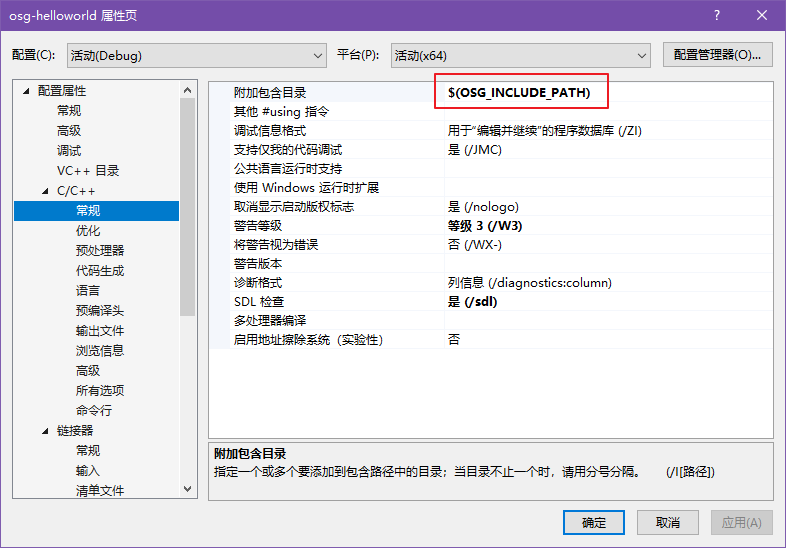 osg-helloworld 属性页
配置(C): 活动(Debug) 平台(P): 活动(x64) 配置管理器(O)...
配置属性
常规
高级
调试
VC++ 目录
C/C++
常规
优化
预处理器
代码生成
语言
预编译头
输出文件
浏览信息
高级
所有选项
命令行
链接器
常规
输入
清单文件
附加包含目录 $(OSG_INCLUDE_PATH)
其他 #using 指令
调试信息格式 用于“编辑并继续”的程序数据库 (/ZI)
支持仅我的代码调试 是 (/JMC)
公共语言运行时支持
使用 Windows 运行时扩展
取消显示启动版权标志 是 (/nologo)
警告等级 等级 3 (/W3)
将警告视为错误 否 (/WX-)
警告版本
诊断格式 列信息 (/diagnostics:column)
SDL 检查 是 (/sdl)
多处理器编译
启用地址擦除系统（实验性） 否
附加包含目录
指定一个或多个要添加到包含路径中的目录；当目录不止一个时，请用分号分隔。 (/I[路径])
确定 取消 应用(A)